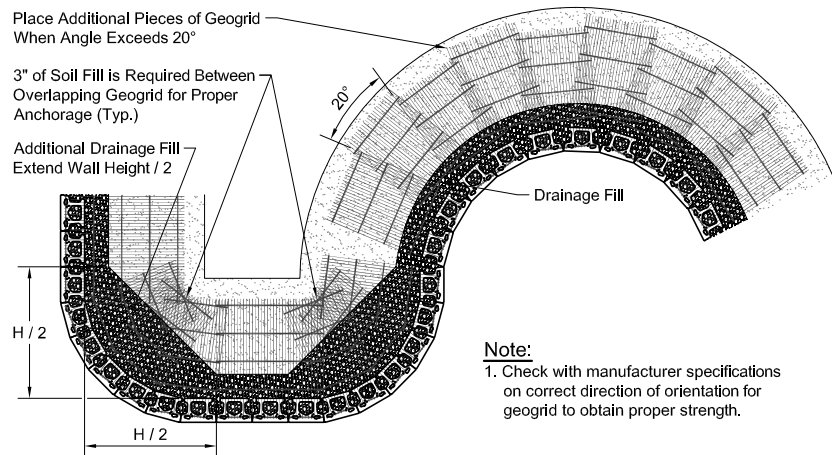 Place Additional Pieces of Geogrid
When Angle Exceeds 20°
3" of Soil Fill is Required Between
Overlapping Geogrid for Proper
Anchorage (Typ.)
Additional Drainage Fill
Extend Wall Height / 2
20°
Drainage Fill
H / 2
H / 2
Note:
1. Check with manufacturer specifications
on correct direction of orientation for
geogrid to obtain proper strength.